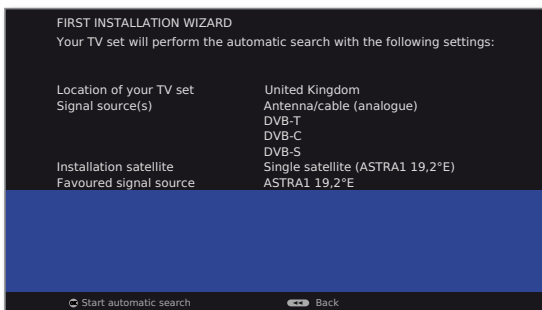 FIRST INSTALLATION WIZARD
Your TV set will perform the automatic search with the following settings:
Location of your TV set United Kingdom
Signal source(s) Antenna/cable (analogue)
DVB-T
DVB-C
DVB-S
Installation satellite Single satellite (ASTRA1 19,2°E)
Favoured signal source ASTRA1 19,2°E
OK Start automatic search Back